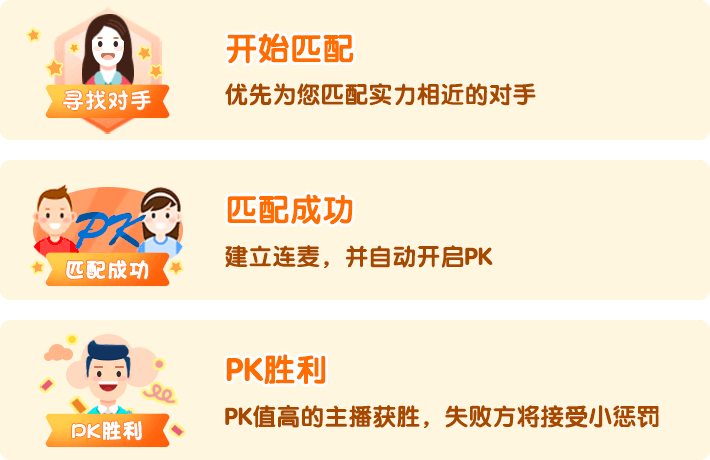 寻找对手
开始匹配
优先为您匹配实力相近的对手
PK
匹配成功
匹配成功
建立连麦，并自动开启PK
PK胜利
PK胜利
PK值高的主播获胜，失败方将接受小惩罚